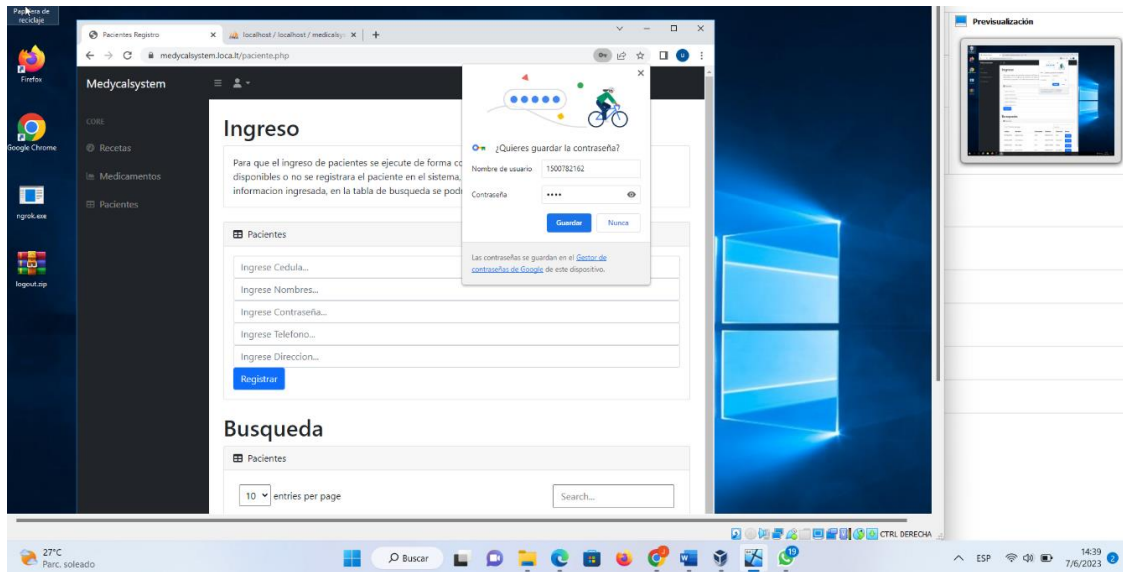 Papelera de
reciclaje
Previsualización
Firefox
Google Chrome
ngrok.exe
logout.zip
Pacientes Registro
localhost / localhost / medicalsy
medycalsystem.loca.lt/paciente.php
Medycalsystem
CORE
Recetas
Medicamentos
Pacientes
Ingreso
Para que el ingreso de pacientes se ejecute de forma co
disponibles o no se registrara el paciente en el sistema,
informacion ingresada, en la tabla de busqueda se pod
¿Quieres guardar la contraseña?
Nombre de usuario 1500782162
Contraseña ••••
Guardar Nunca
Las contraseñas se guardan en el Gestor de
contraseñas de Google de este dispositivo.
Pacientes
Ingrese Cedula...
Ingrese Nombres...
Ingrese Contraseña...
Ingrese Telefono...
Ingrese Direccion...
Registrar
Busqueda
Pacientes
10 entries per page
Search...
CTRL DERECHA
27°C
Parc. soleado
Buscar
19
ESP
14:39
7/6/2023
2